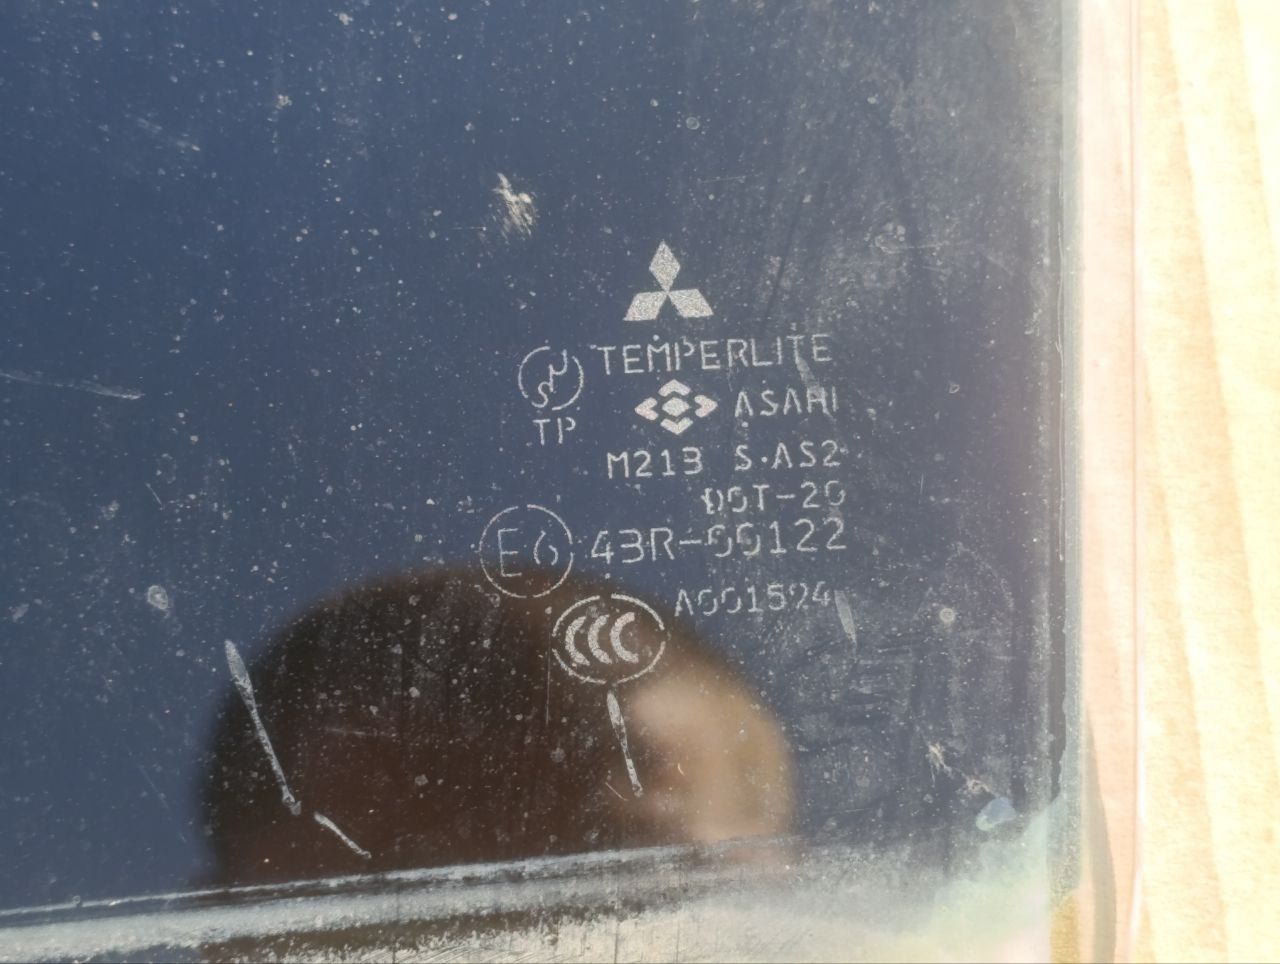 TEMPERLITE
TP
ASAHI
M213 S·AS2
DOT-20
E6 43R-00122
A001524
CCC